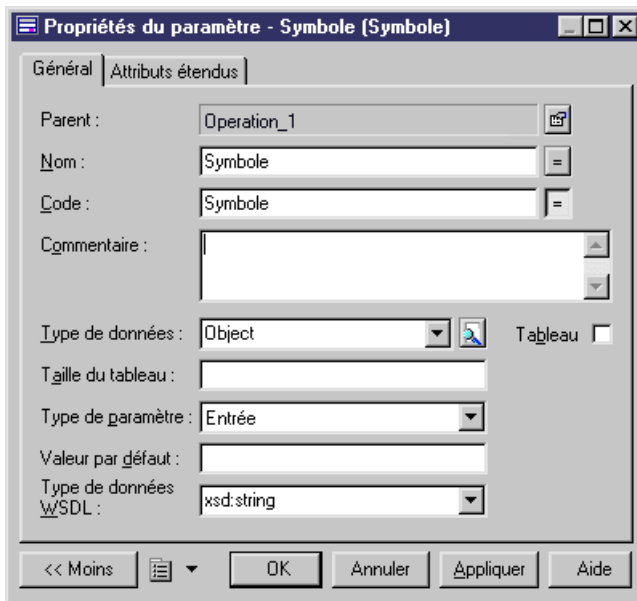 Propriétés du paramètre - Symbole (Symbole)
Général Attributs étendus
Parent : Operation_1
Nom : Symbole =
Code : Symbole =
Commentaire :
Type de données : Object Tableau
Taille du tableau :
Type de paramètre : Entrée
Valeur par défaut :
Type de données
WSDL : xsd:string
<< Moins OK Annuler Appliquer Aide